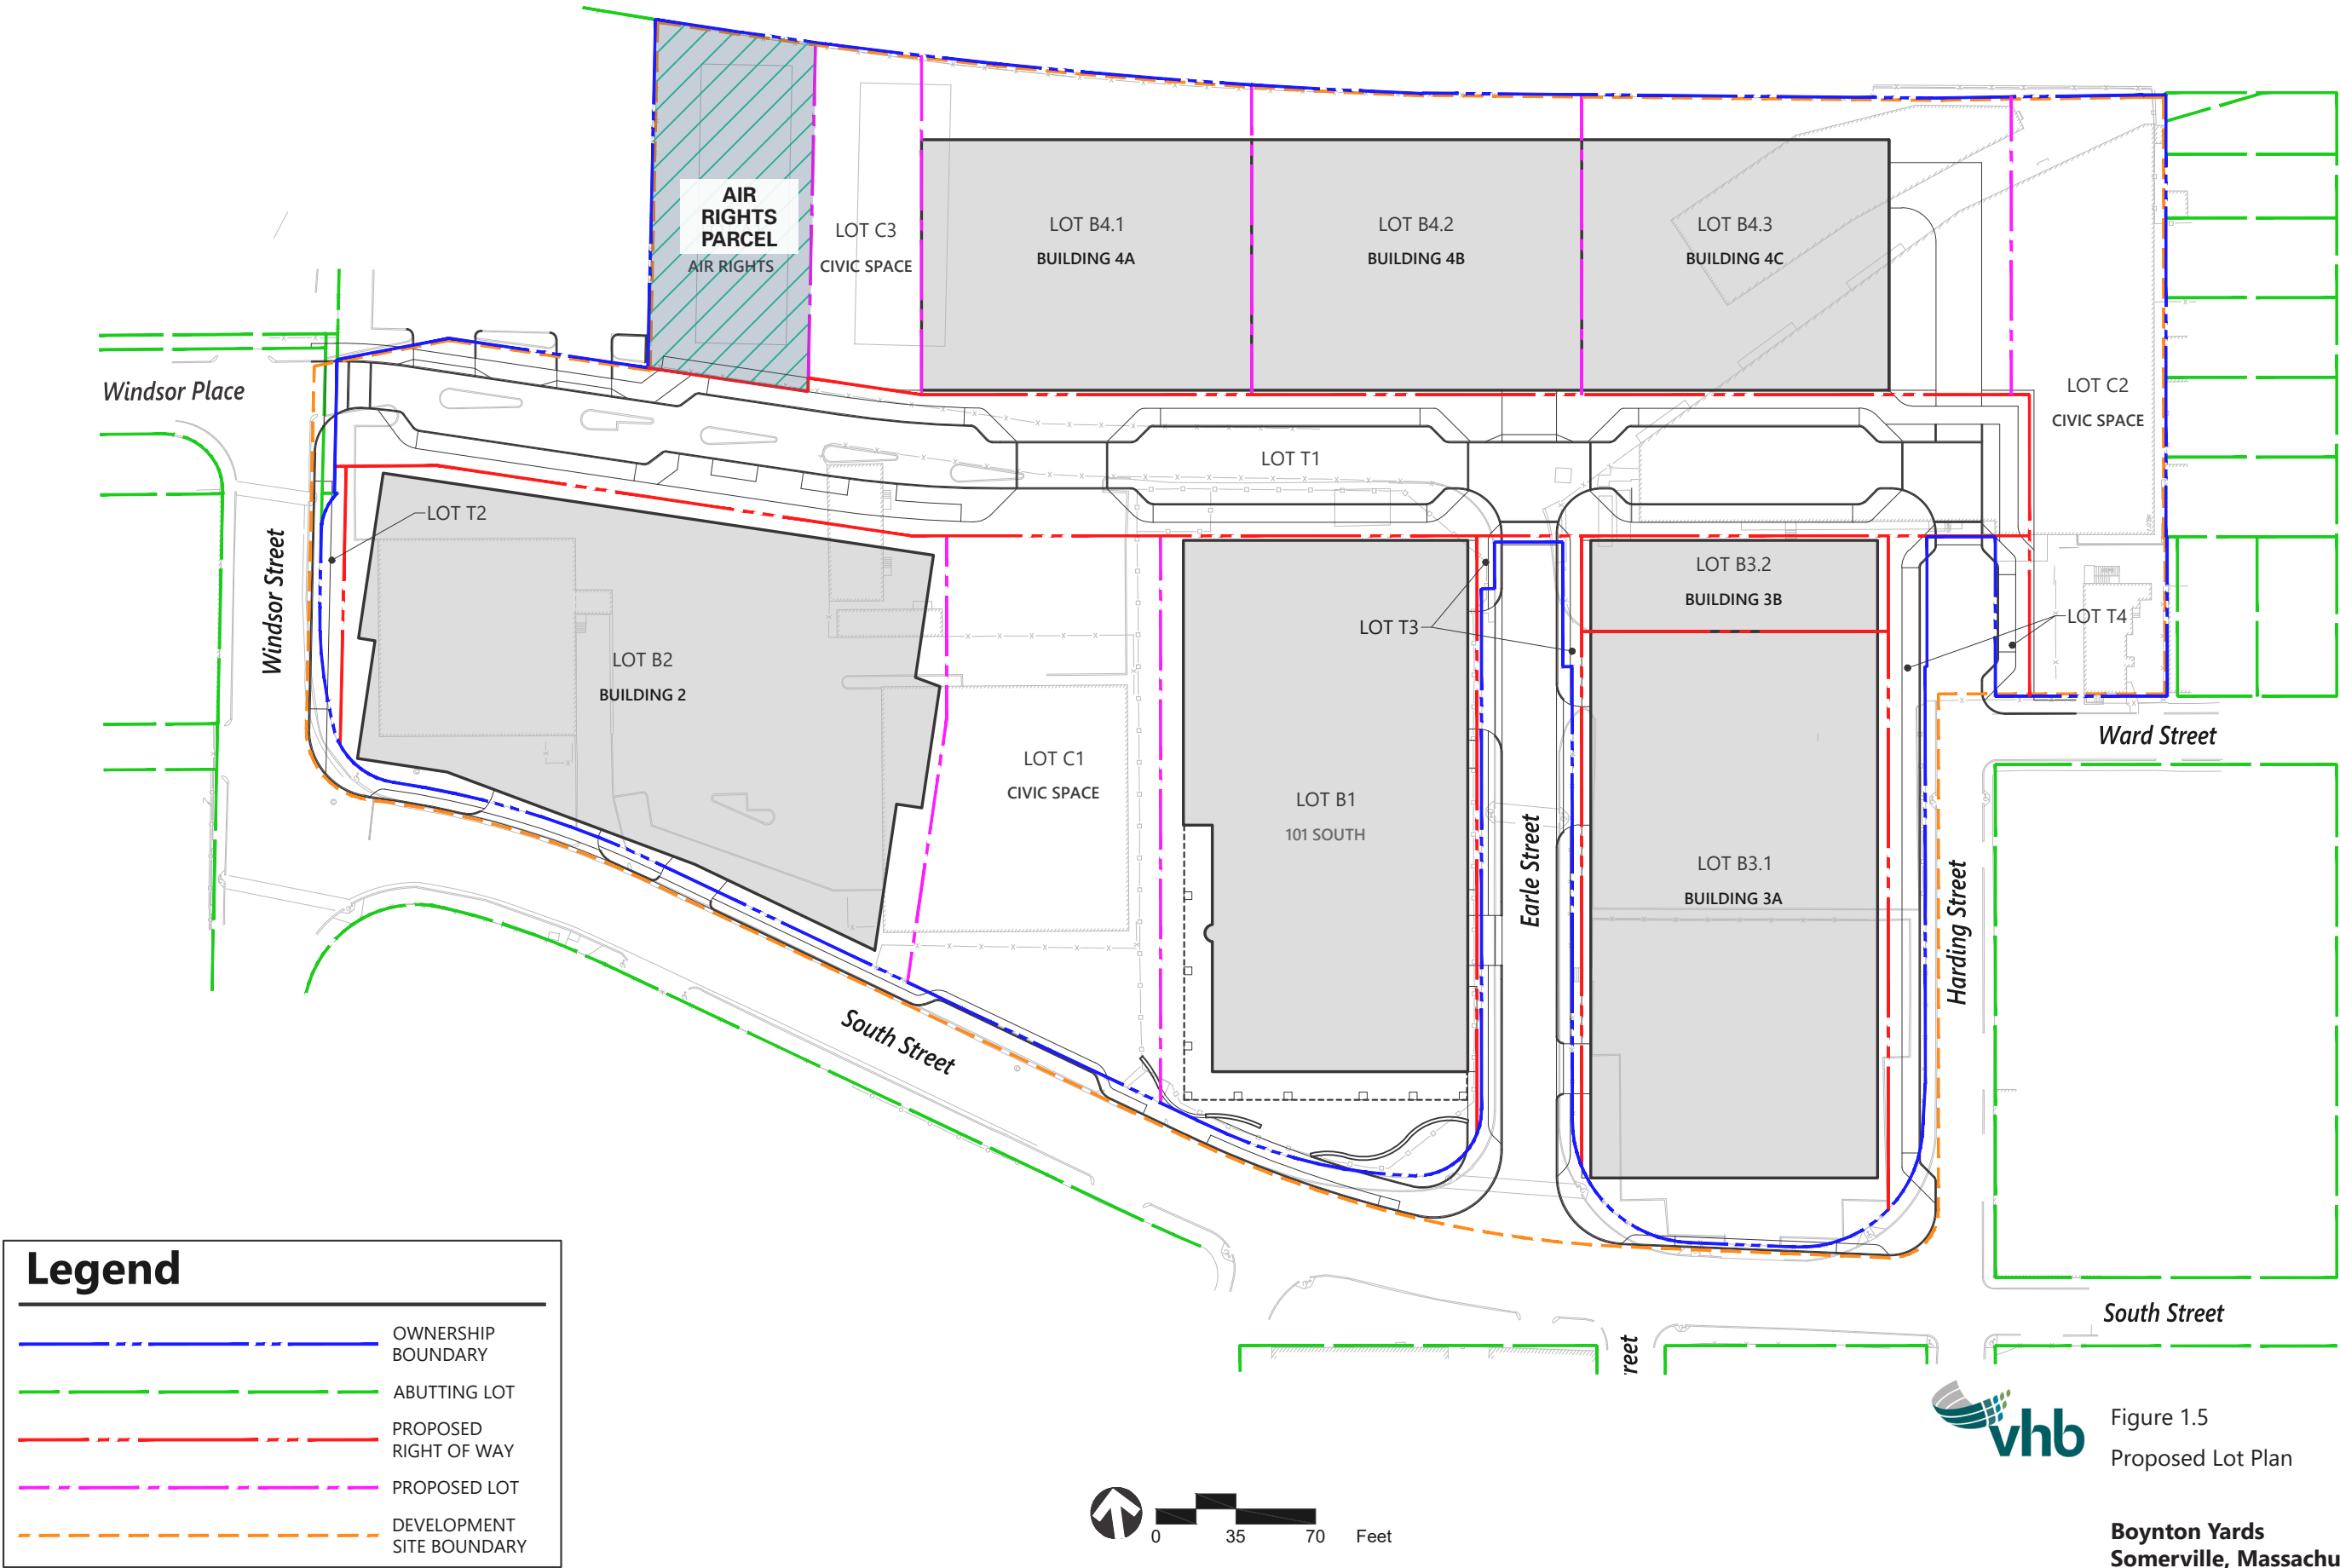 AIR
RIGHTS
PARCEL
AIR RIGHTS
LOT C3
CIVIC SPACE
LOT B4.1
BUILDING 4A
LOT B4.2
BUILDING 4B
LOT B4.3
BUILDING 4C
LOT C2
CIVIC SPACE
Windsor Place
LOT T1
LOT T2
Windsor Street
LOT B2
BUILDING 2
LOT C1
CIVIC SPACE
LOT B1
101 SOUTH
LOT T3
LOT B3.2
BUILDING 3B
LOT T4
Ward Street
LOT B3.1
BUILDING 3A
Earle Street
Harding Street
South Street
South Street
reet
Legend
OWNERSHIP
BOUNDARY
ABUTTING LOT
PROPOSED
RIGHT OF WAY
PROPOSED LOT
DEVELOPMENT
SITE BOUNDARY
0 35 70 Feet
vhb
Figure 1.5
Proposed Lot Plan
Boynton Yards
Somerville, Massachu